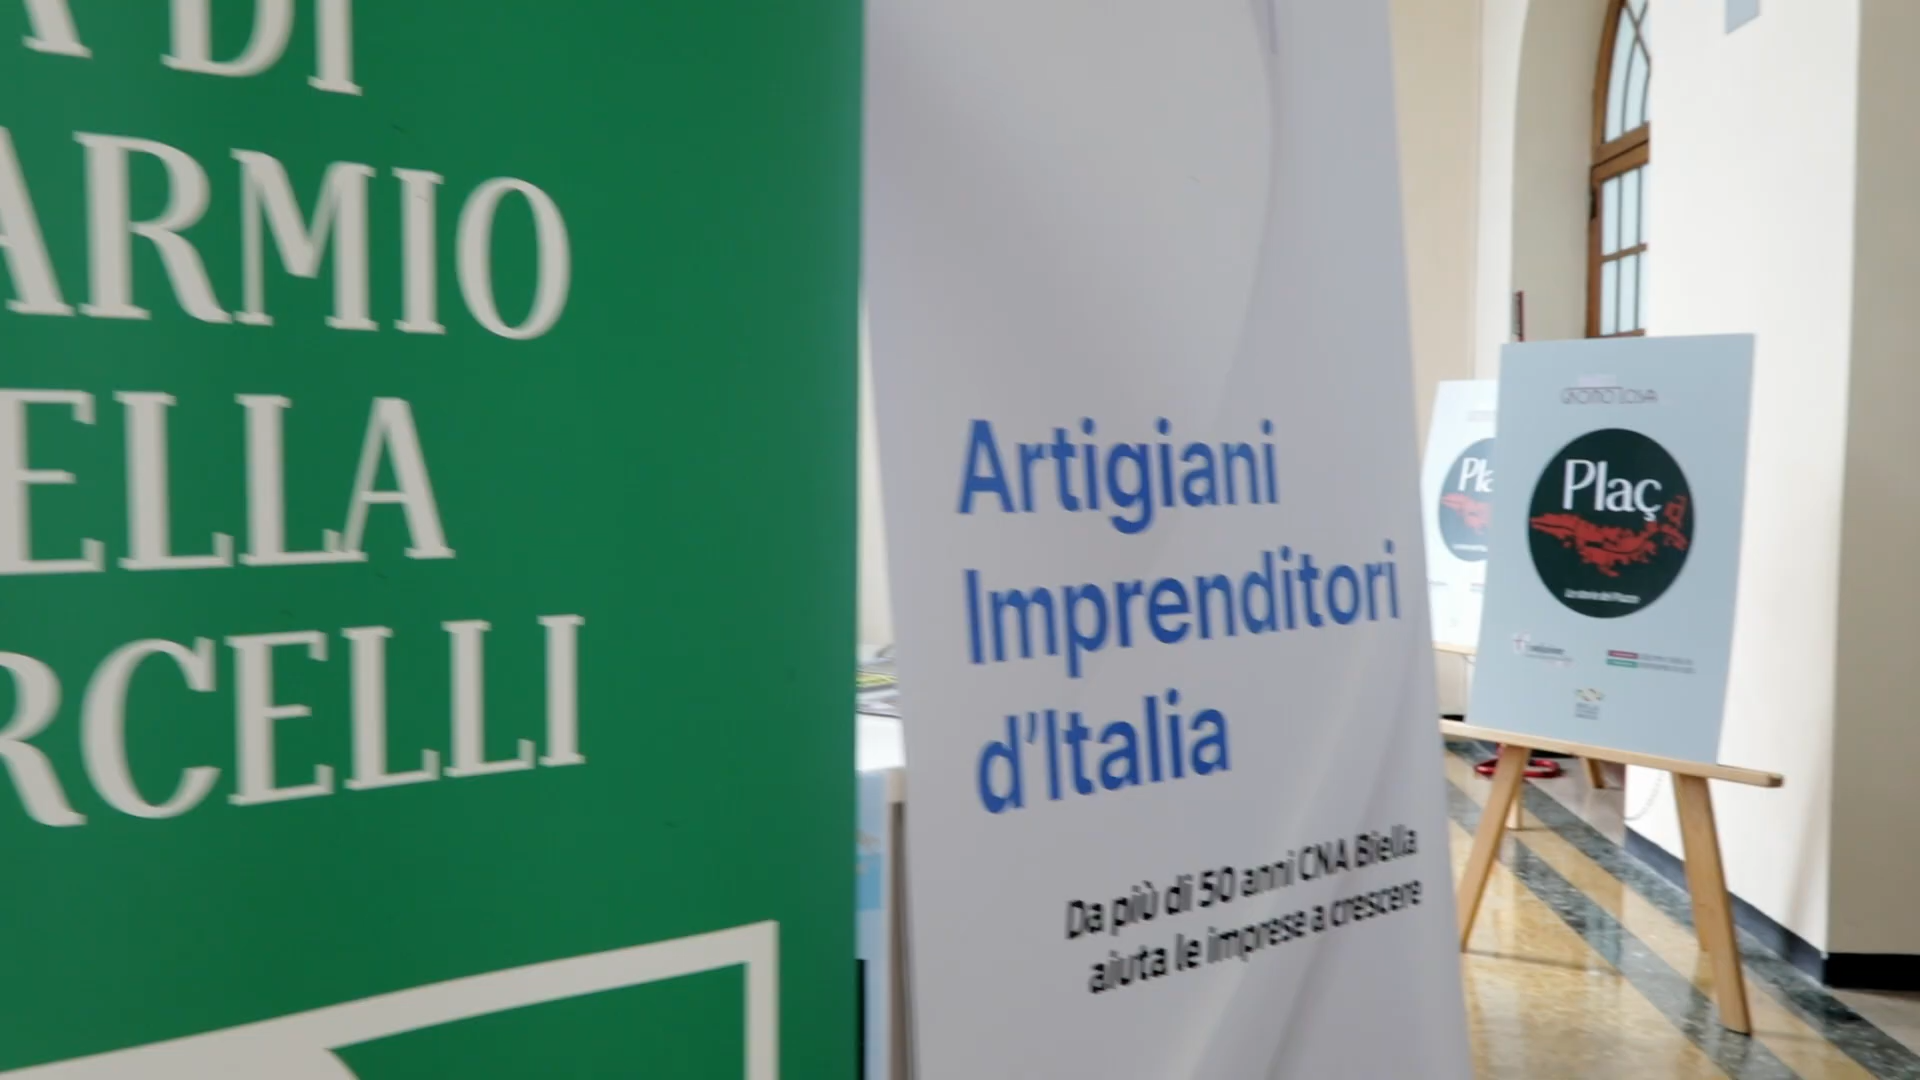 A DI
ARMIO
ELLA
RCELLI
Artigiani
Imprenditori
d'Italia
Da più di 50 anni CNA Biella
aiuta le imprese a crescere
Pla
Plaç